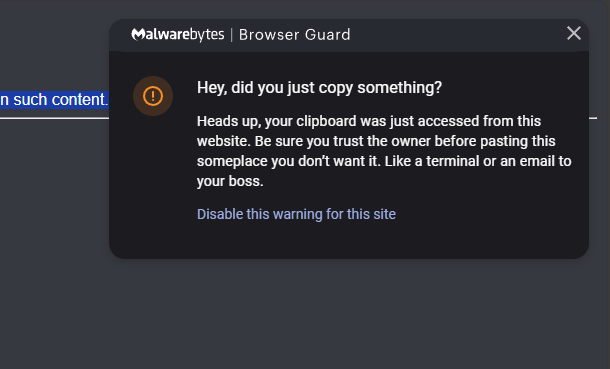 Malwarebytes | Browser Guard
Hey, did you just copy something?
n such content.
Heads up, your clipboard was just accessed from this
website. Be sure you trust the owner before pasting this
someplace you don't want it. Like a terminal or an email to
your boss.
Disable this warning for this site